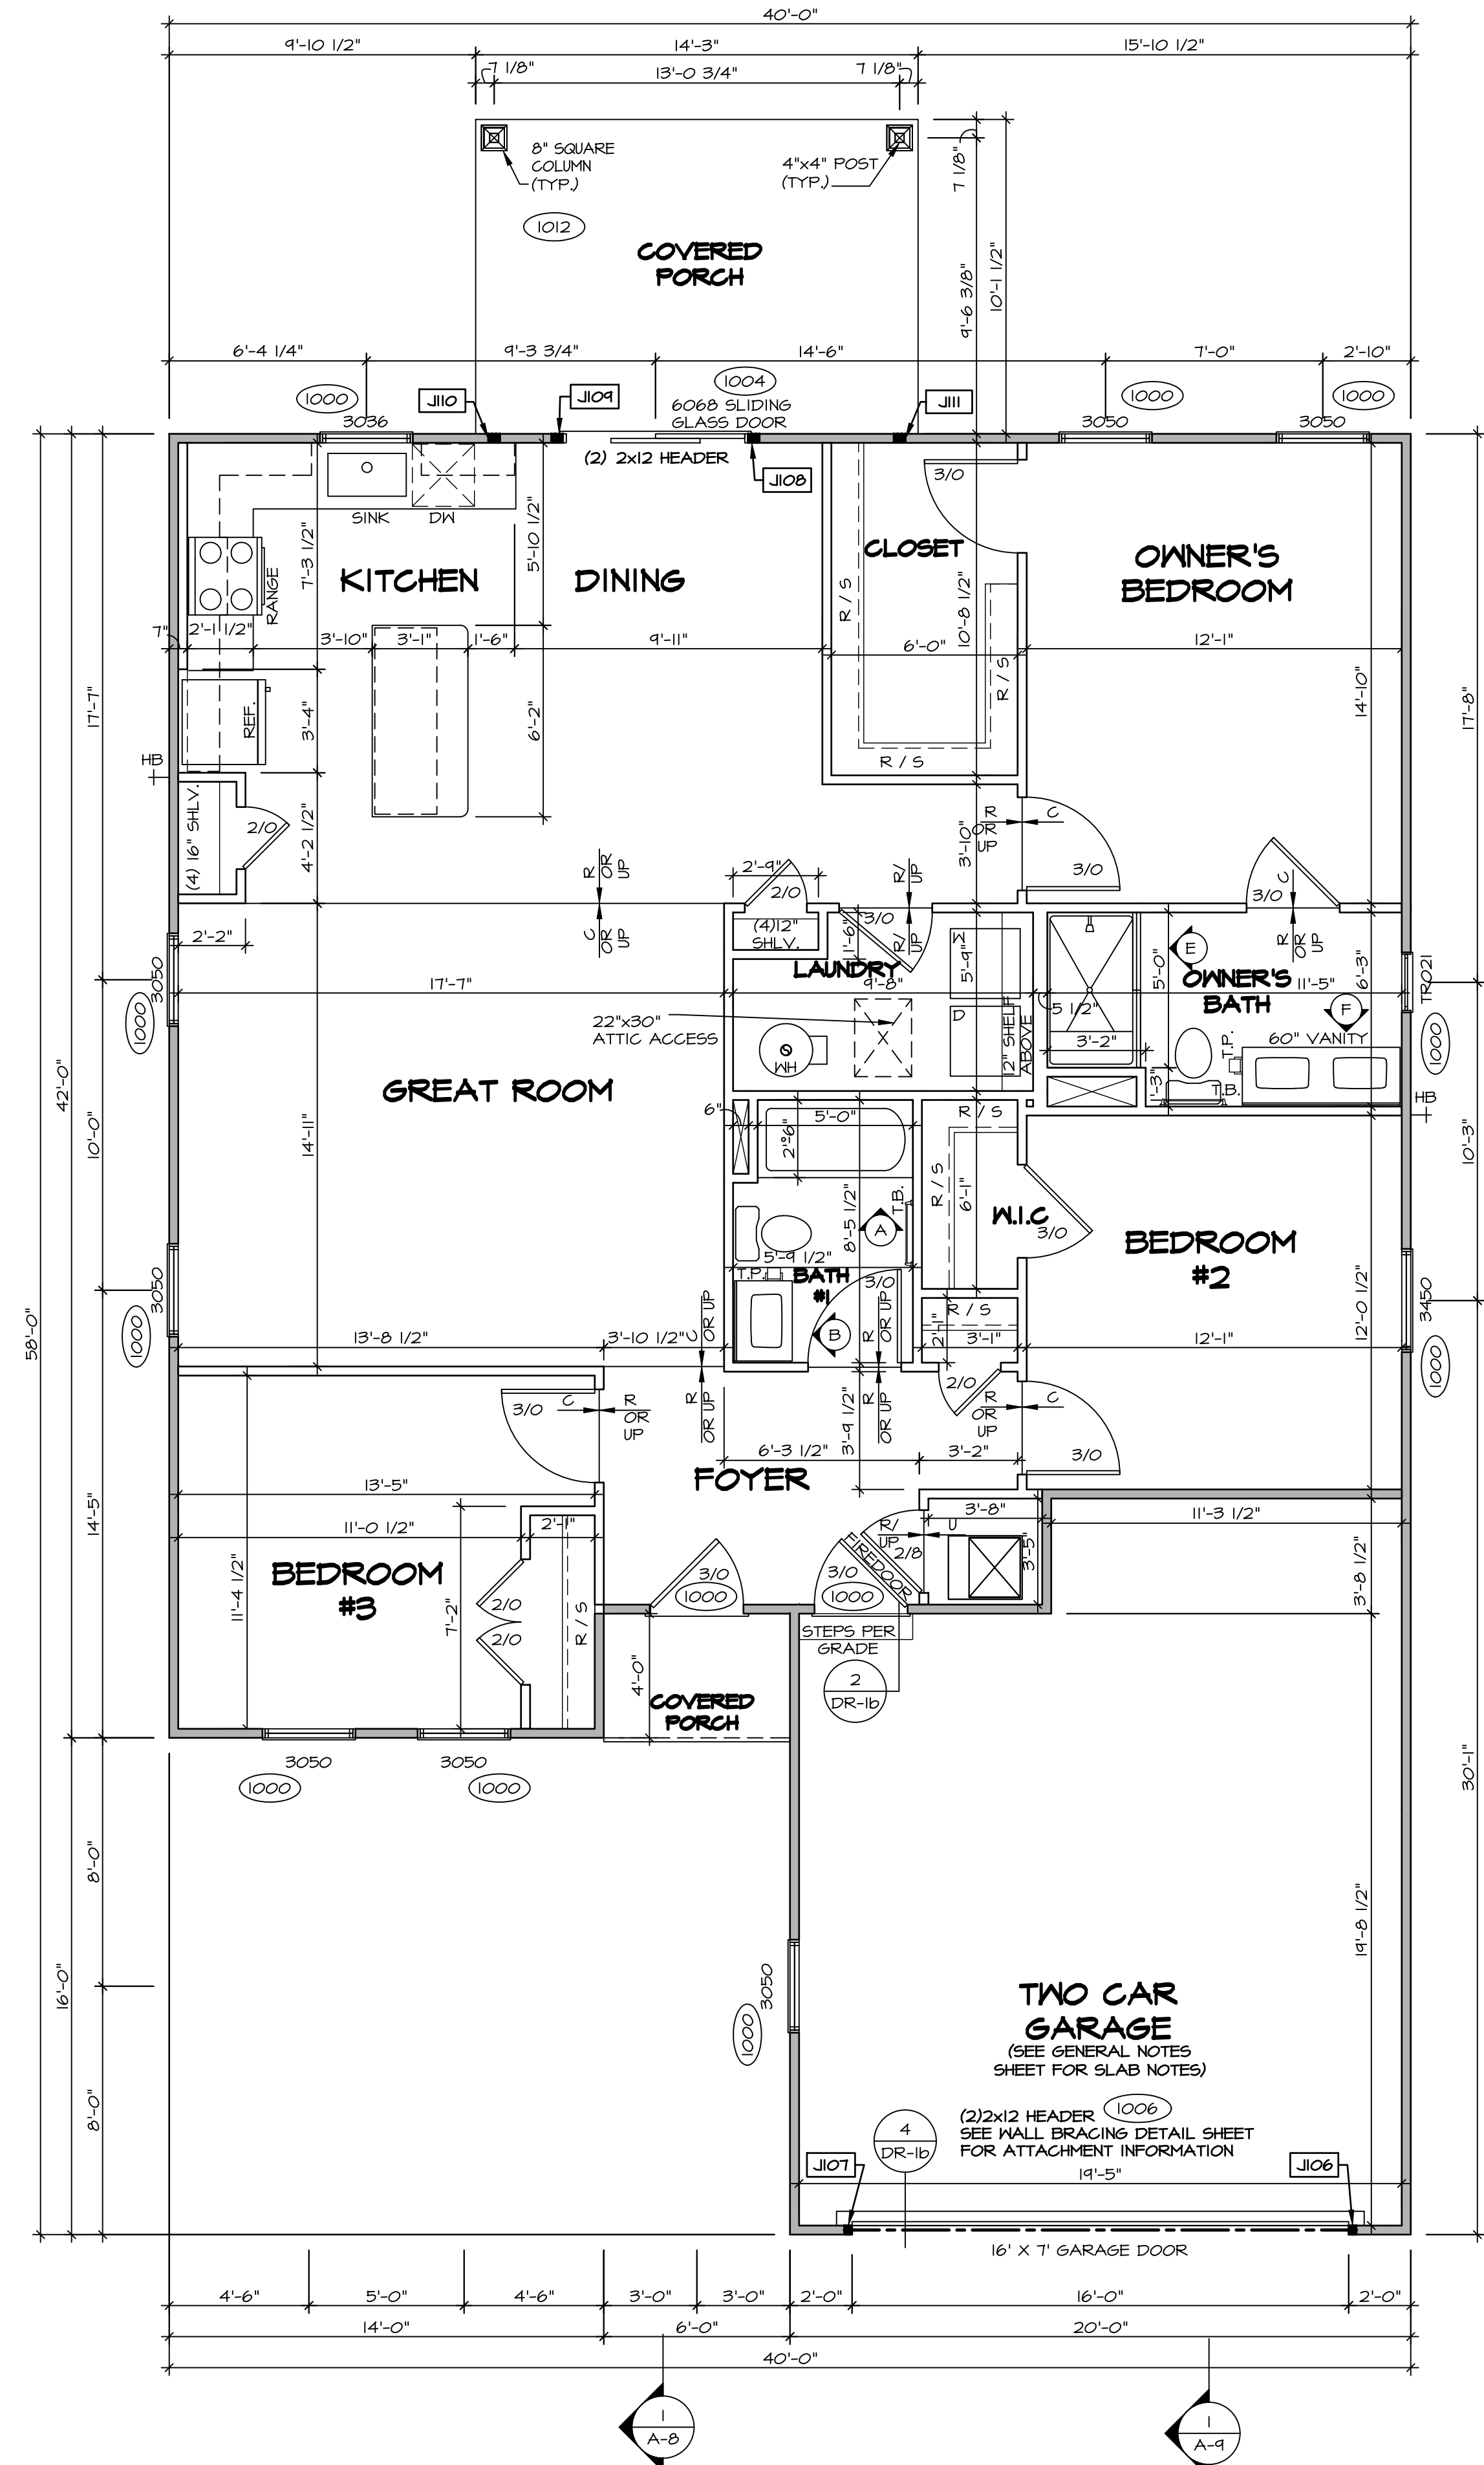 40'-0"
9'-10 1/2"
14'-3"
15'-10 1/2"
7 1/8"
13'-0 3/4"
7 1/8"
8" SQUARE
COLUMN
(TYP.)
4"x4" POST
(TYP.)
7 1/8"
1012
COVERED
PORCH
9'-6 3/8"
10'-1 1/2"
6'-4 1/4"
9'-3 3/4"
14'-6"
7'-0"
2'-10"
1000
J110
J109
1004
6068 SLIDING
GLASS DOOR
J111
1000
1000
3036
3050
3050
(2) 2x12 HEADER
J108
3/0
SINK
DW
KITCHEN
DINING
CLOSET
OWNER'S
BEDROOM
RANGE
7'-3 1/2"
5'-10 1/2"
R / S
10'-8 1/2"
7"
2'-1 1/2"
3'-10"
3'-1"
1'-6"
9'-11"
6'-0"
12'-1"
R / S
17'-7"
REF.
3'-4"
6'-2"
14'-10"
17'-8"
HB
R / S
(4) 16" SHLV.
2/0
4'-2 1/2"
3'-10"
R
OR
UP
C
3/0
R
OR UP
C
OR UP
2'-9"
2/0
R/
UP
3/0
R/
UP
3/0
C
R
OR UP
(4)12"
SHLV.
1'-6"
2'-2"
W
5'-9"
LAUNDRY
E
5'-0"
OWNER'S
BATH
6'-3"
3050
1000
17'-7"
9'-8"
11'-5"
5 1/2"
F
TR021
1000
22"x30"
ATTIC ACCESS
X
D
12" SHELF
ABOVE
WH
3'-2"
T.P.
60" VANITY
1'-3"
T.B.
HB
42'-0"
10'-0"
GREAT ROOM
14'-11"
6"
5'-0"
2'-6"
R / S
R / S
6'-1"
W.I.C
3/0
BEDROOM
#2
10'-3"
8'-5 1/2"
T.B.
A
5'-9 1/2"
T.P.
BATH
#1
3/0
B
3050
1000
3450
1000
12'-0 1/2"
58'-0"
13'-8 1/2"
3'-10 1/2"
C
OR UP
R
OR UP
R
OR UP
R
OR UP
2'-1"
R / S
3'-1"
12'-1"
2/0
R
OR
UP
C
3/0
3/0
C
R
OR
UP
3'-9 1/2"
6'-3 1/2"
3'-2"
FOYER
13'-5"
14'-5"
11'-0 1/2"
2'-1"
3'-8"
11'-3 1/2"
R/
UP
U
2/8
FIREDOOR
3'-5"
BEDROOM
#3
11'-4 1/2"
7'-2"
2/0
2/0
R / S
3/0
1000
3/0
1000
3'-8 1/2"
STEPS PER
GRADE
4'-0"
2
DR-1b
COVERED
PORCH
30'-1"
3050
3050
1000
1000
8'-0"
16'-0"
8'-0"
3050
1000
19'-8 1/2"
TWO CAR
GARAGE
(SEE GENERAL NOTES
SHEET FOR SLAB NOTES)
1006
(2)2x12 HEADER
SEE WALL BRACING DETAIL SHEET
FOR ATTACHMENT INFORMATION
4
DR-1b
J107
J106
19'-5"
16' X 7' GARAGE DOOR
4'-6"
5'-0"
4'-6"
3'-0"
3'-0"
2'-0"
16'-0"
2'-0"
14'-0"
6'-0"
20'-0"
40'-0"
1
A-8
1
A-9